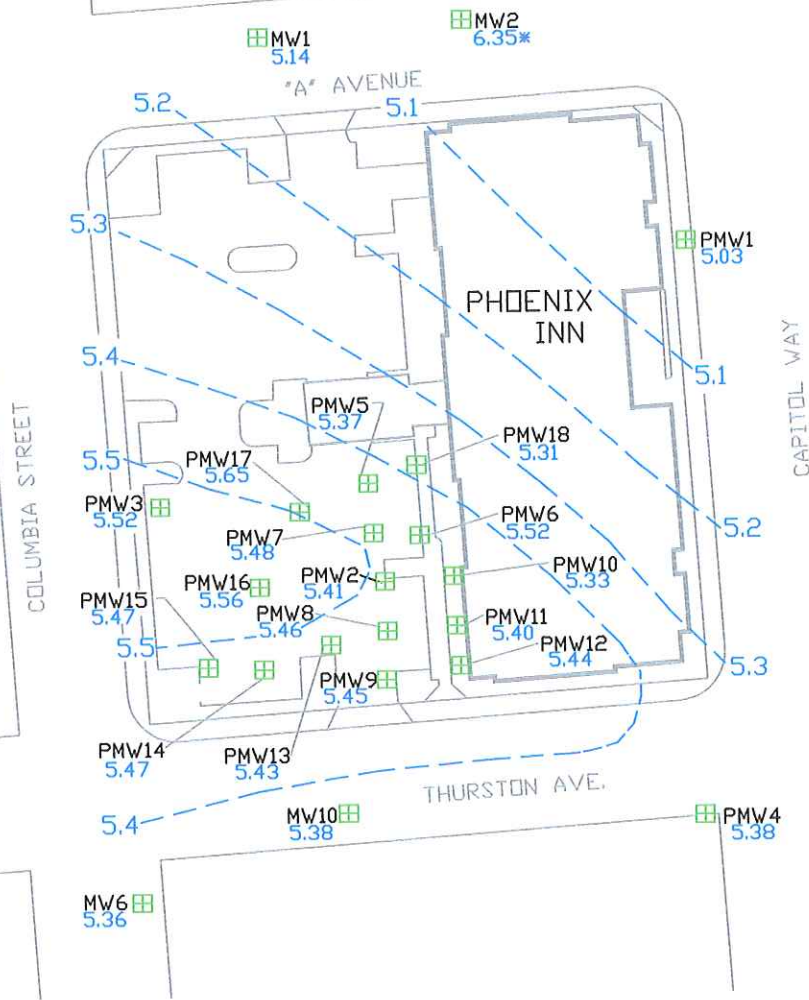 MW1
5.14
MW2
6.35*
"A" AVENUE
5.2
5.1
5.3
PMW1
5.03
PHOENIX
INN
5.4
5.1
CAPITOL WAY
COLUMBIA STREET
PMW5
5.37
PMW18
5.31
5.5
PMW17
5.65
PMW3
5.52
PMW7
5.48
PMW6
5.52
5.2
PMW16
5.56
PMW2
5.41
PMW10
5.33
PMW15
5.47
PMW8
5.46
PMW11
5.40
5.5
PMW12
5.44
5.3
PMW9
5.45
PMW14
5.47
PMW13
5.43
THURSTON AVE.
5.4
MW10
5.38
PMW4
5.38
MW6
5.36